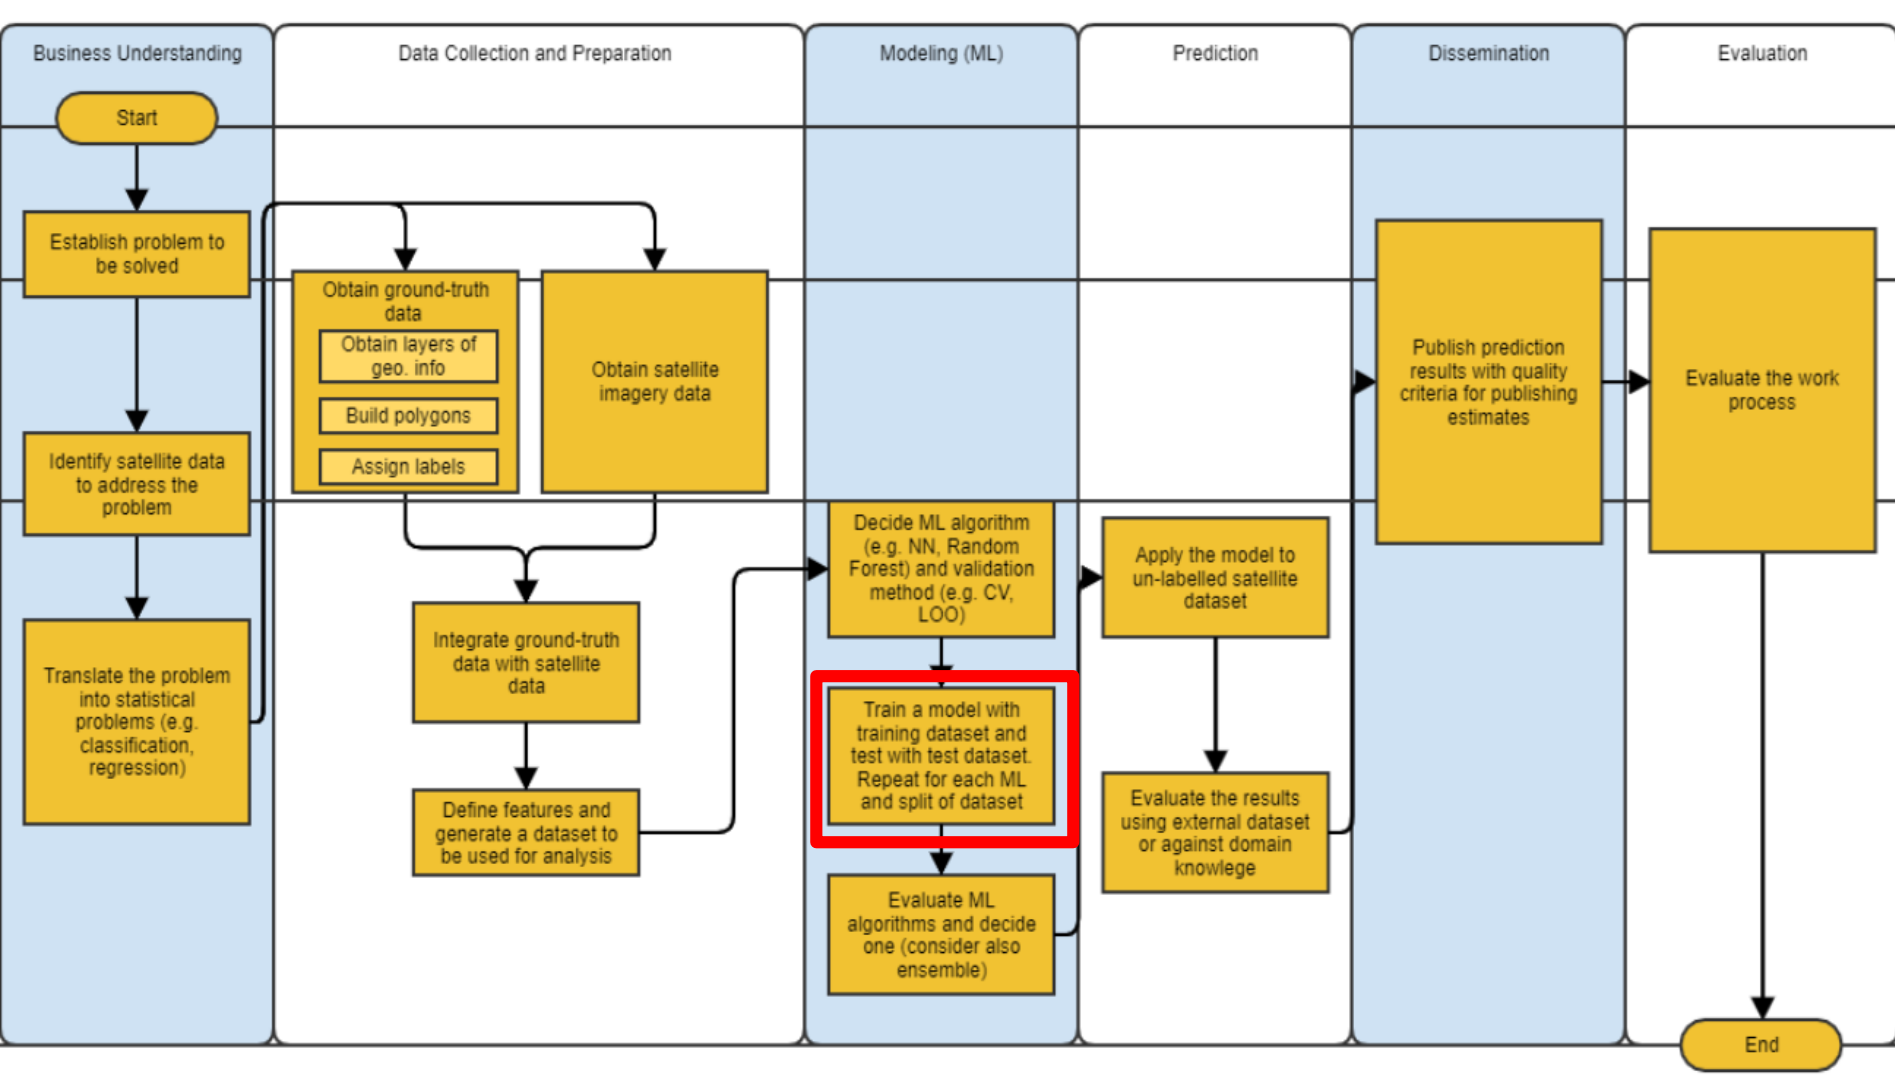 Business Understanding
Data Collection and Preparation
Modeling (ML)
Prediction
Dissemination
Evaluation
Start
Establish problem to
be solved
Identify satellite data
to address the
problem
Translate the problem
into statistical
problems (e.g.
classification,
regression)
Obtain ground-truth
data
Obtain layers of
geo. info
Build polygons
Assign labels
Obtain satellite
imagery data
Integrate ground-truth
data with satellite
data
Define features and
generate a dataset to
be used for analysis
Decide ML algorithm
(e.g. NN, Random
Forest) and validation
method (e.g. CV,
LOO)
Train a model with
training dataset and
test with test dataset.
Repeat for each ML
and split of dataset
Evaluate ML
algorithms and decide
one (consider also
ensemble)
Apply the model to
un-labelled satellite
dataset
Evaluate the results
using external dataset
or against domain
knowlege
Publish prediction
results with quality
criteria for publishing
estimates
Evaluate the work
process
End